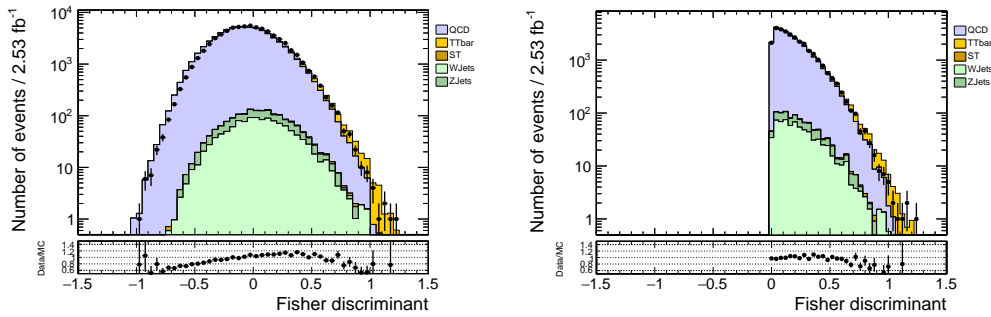 Number of events / 2.53 fb⁻¹
10⁴
10³
10²
10
1
QCD
TTbar
ST
WJets
ZJets
Data/MC
1.4
1.2
1
0.8
0.6
−1.5 −1 −0.5 0 0.5 1 1.5
Fisher discriminant
Number of events / 2.53 fb⁻¹
10³
10²
10
1
QCD
TTbar
ST
WJets
ZJets
Data/MC
1.4
1.2
1
0.8
0.6
−1.5 −1 −0.5 0 0.5 1 1.5
Fisher discriminant